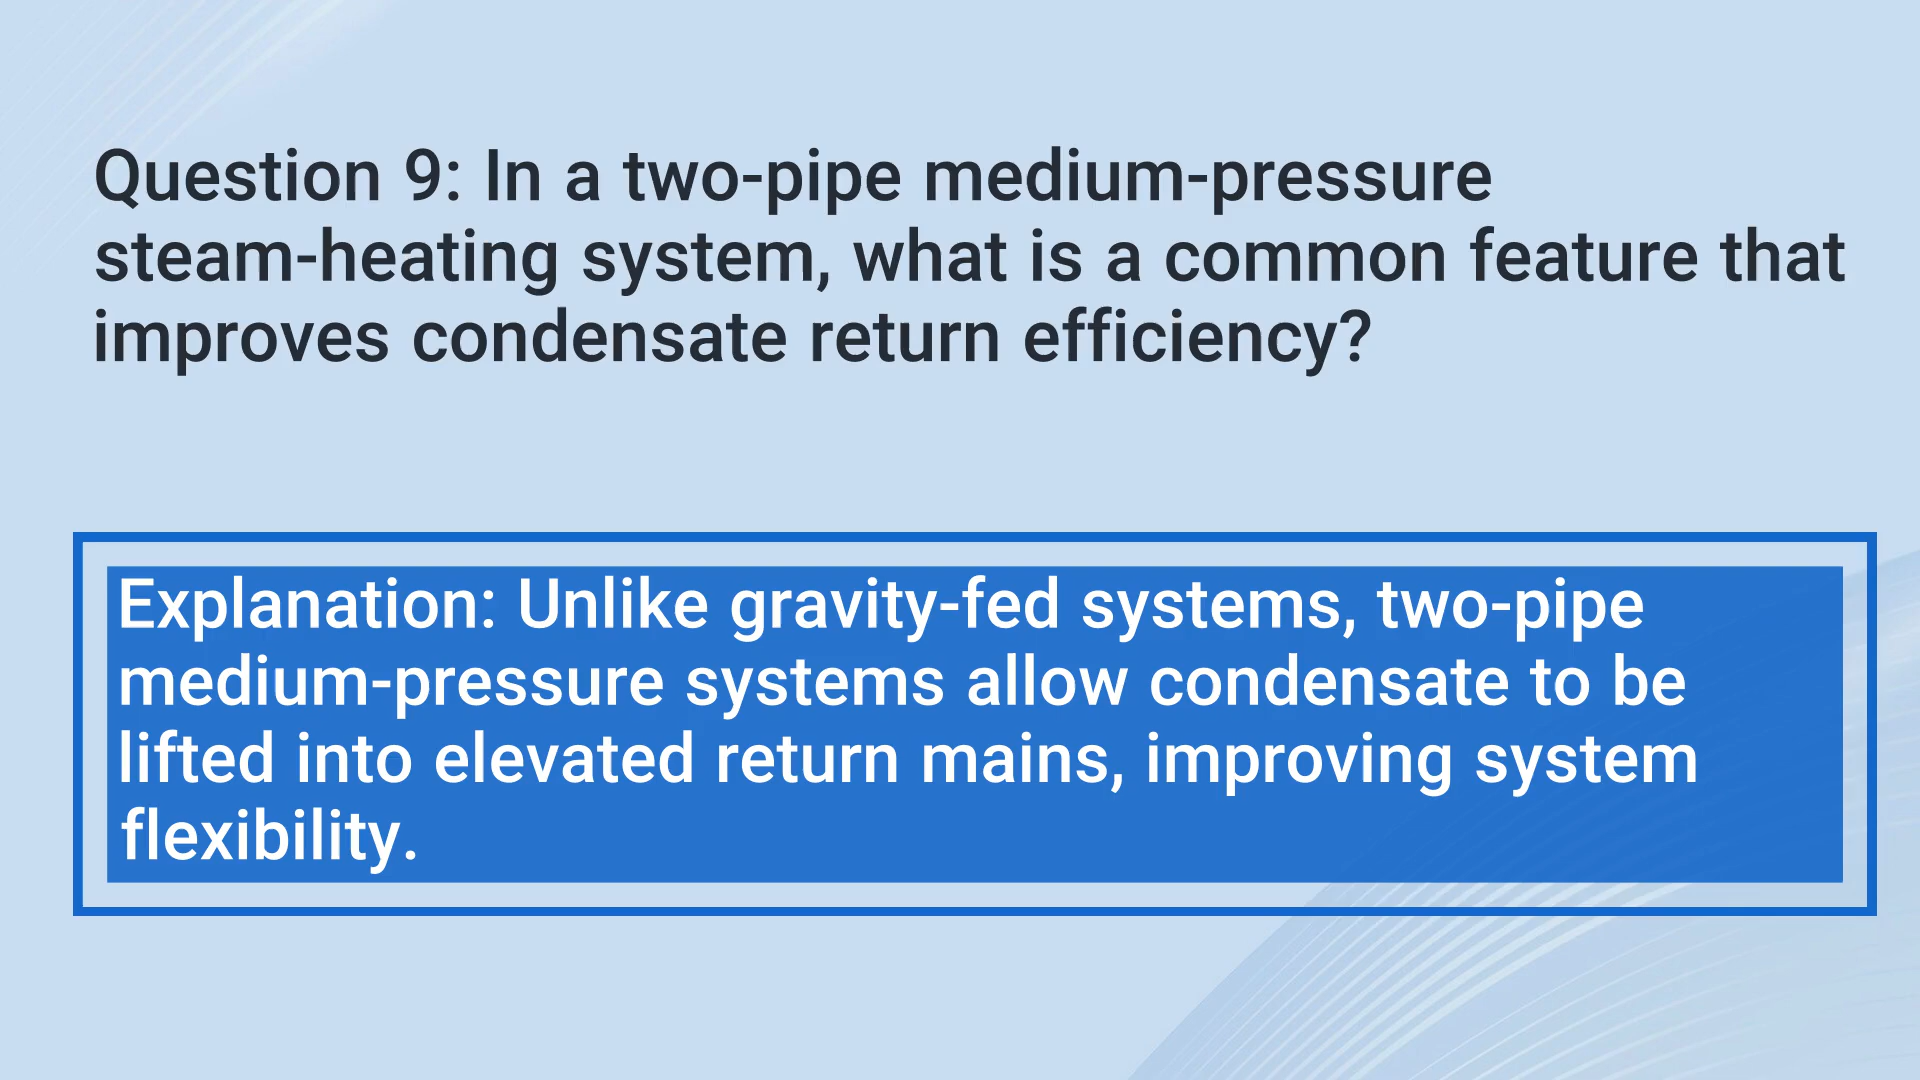 Question 9: In a two-pipe medium-pressure
steam-heating system, what is a common feature that
improves condensate return efficiency?
Explanation: Unlike gravity-fed systems, two-pipe
medium-pressure systems allow condensate to be
lifted into elevated return mains, improving system
flexibility.